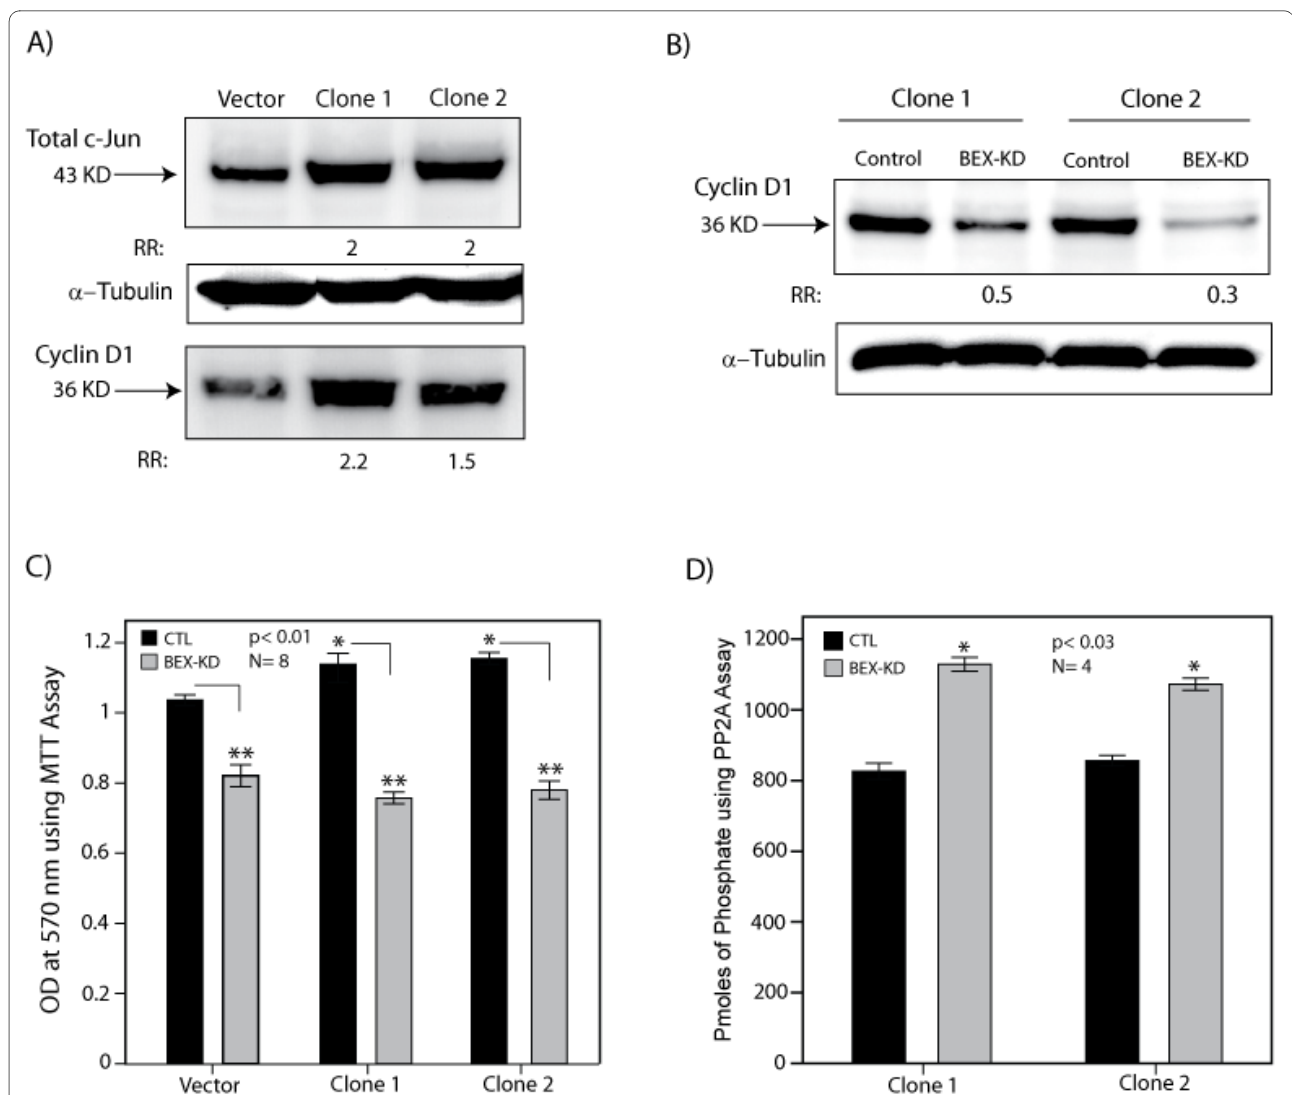 A)
Vector Clone 1 Clone 2
Total c-Jun
43 KD
RR: 2 2
α–Tubulin
Cyclin D1
36 KD
RR: 2.2 1.5
B)
Clone 1 Clone 2
Control BEX-KD Control BEX-KD
Cyclin D1
36 KD
RR: 0.5 0.3
α–Tubulin
C)
OD at 570 nm using MTT Assay
CTL p< 0.01
BEX-KD N= 8
1.2
1
0.8
0.6
0.4
0.2
0
* *
** ** **
Vector Clone 1 Clone 2
D)
Pmoles of Phosphate using PP2A Assay
CTL p< 0.03
BEX-KD N= 4
1200
1000
800
600
400
200
0
* *
Clone 1 Clone 2